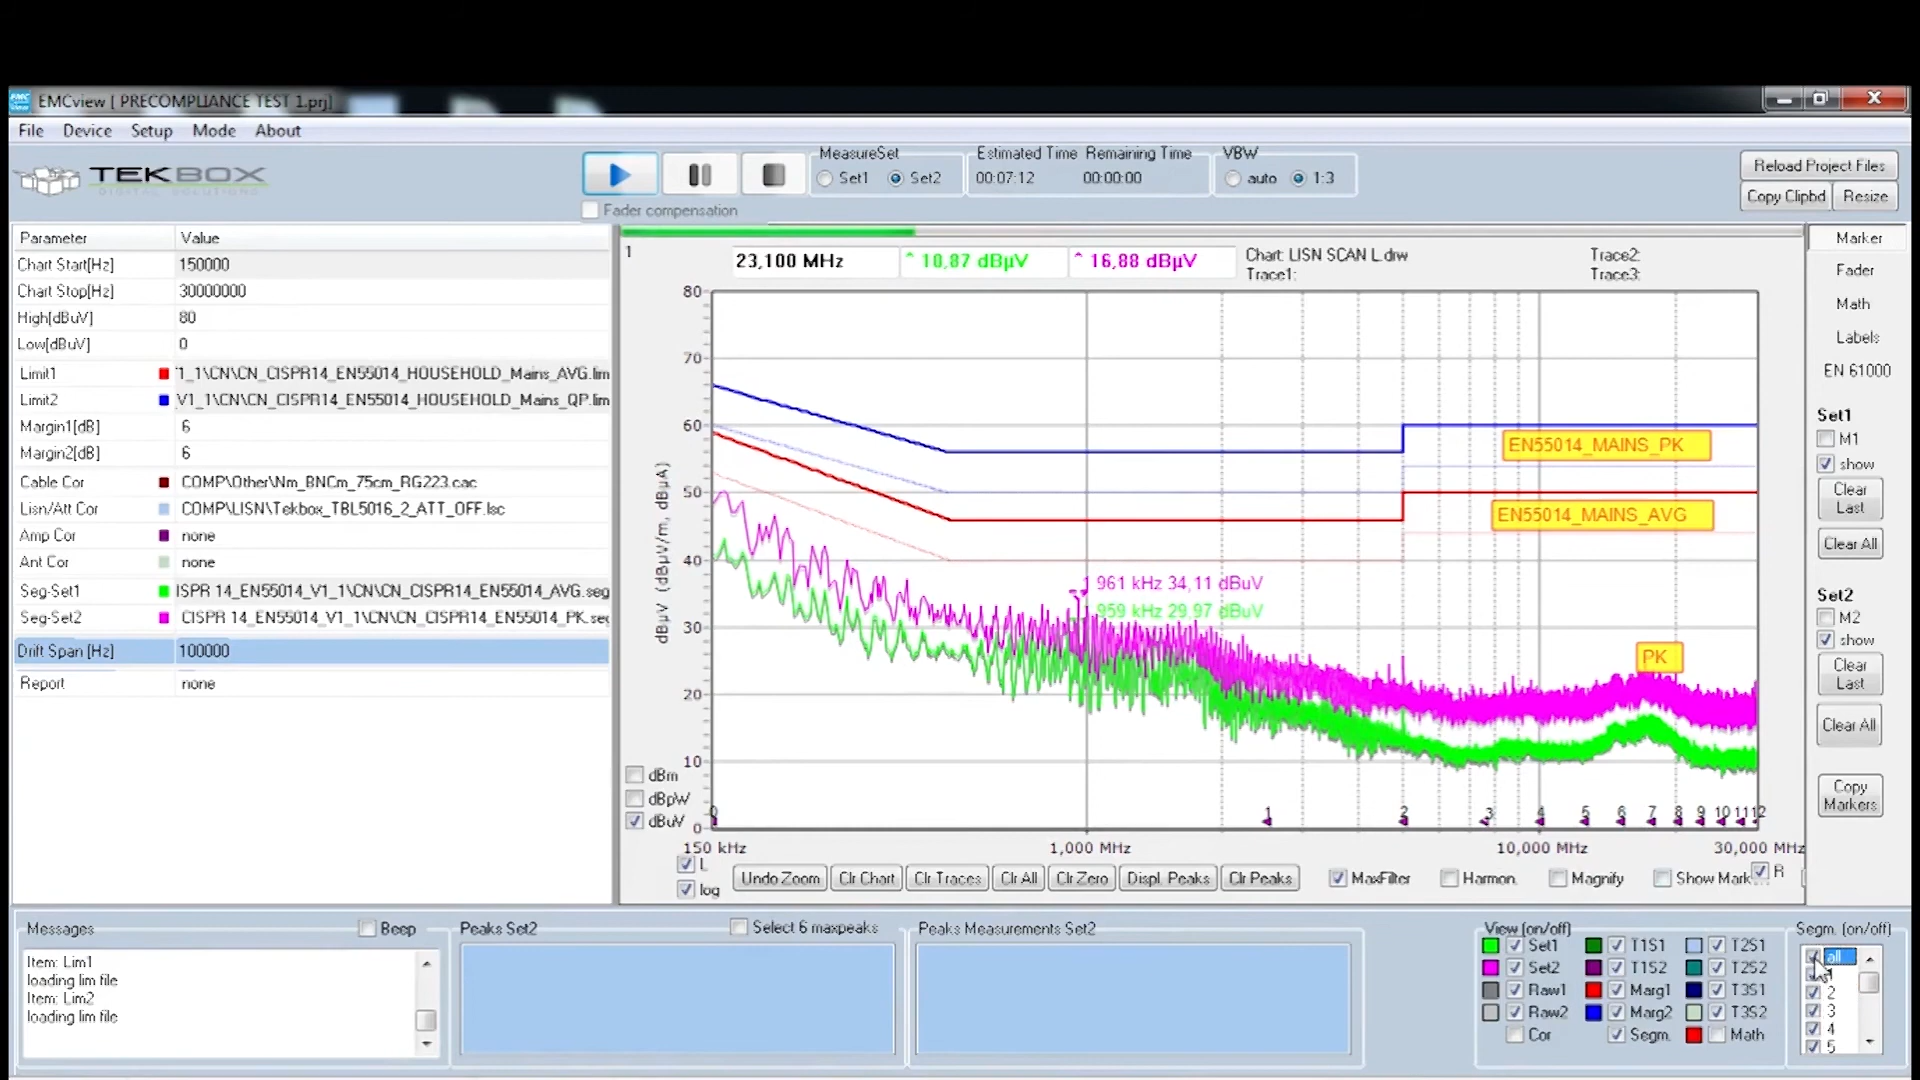 EMCview [ PRECOMPLIANCE TEST 1.prj]
File Device Setup Mode About
TEKBOX
DIGITAL SOLUTIONS
MeasureSet
Set1 Set2
Estimated Time Remaining Time
00:07:12 00:00:00
VBW
auto 1:3
Fader compensation
Reload Project Files
Copy Clipbd Resize
Parameter Value
Chart Start[Hz] 150000
Chart Stop[Hz] 30000000
High[dBuV] 80
Low[dBuV] 0
Limit1 1_1\CN\CN_CISPR14_EN55014_HOUSEHOLD_Mains_AVG.lim
Limit2 V1_1\CN\CN_CISPR14_EN55014_HOUSEHOLD_Mains_QP.lim
Margin1[dB] 6
Margin2[dB] 6
Cable Cor COMP\Other\Nm_BNCm_75cm_RG223.cac
Lisn/Att Cor COMP\LISN\Tekbox_TBL5016_2_ATT_OFF.lsc
Amp Cor none
Ant Cor none
Seg-Set1 ISPR 14_EN55014_V1_1\CN\CN_CISPR14_EN55014_AVG.seg
Seg-Set2 CISPR 14_EN55014_V1_1\CN\CN_CISPR14_EN55014_PK.seg
Drift Span [Hz] 100000
Report none
1
23,100 MHz ^ 10,87 dBµV ^ 16,88 dBµV
Chart: LISN SCAN L.drw
Trace1:
Trace2:
Trace3:
80
70
60
50
40
30
20
10
0
dBµV (dBµV/m, dBµA)
EN55014_MAINS_PK
EN55014_MAINS_AVG
1 961 kHz 34,11 dBuV
959 kHz 29,97 dBuV
PK
dBm
dBpW
dBuV
0 1 2 3 4 5 6 7 8 9 10 11 12
150 kHz 1,000 MHz 10,000 MHz 30,000 MHz
L
log
Undo Zoom Clr Chart Clr Traces Clr All Clr Zero Displ. Peaks Clr Peaks
MaxFilter Harmon. Magnify Show Mark R
Marker
Fader
Math
Labels
EN 61000
Set1
M1
show
Clear
Last
Clear All
Set2
M2
show
Clear
Last
Clear All
Copy
Markers
Messages Beep
Item: Lim1
loading lim file
Item: Lim2
loading lim file
Peaks Set2 Select 6 maxpeaks
Peaks Measurements Set2
View (on/off)
Set1 T1S1 T2S1
Set2 T1S2 T2S2
Raw1 Marg1 T3S1
Raw2 Marg2 T3S2
Cor Segm. Math
Segm. (on/off)
all
1
2
3
4
5